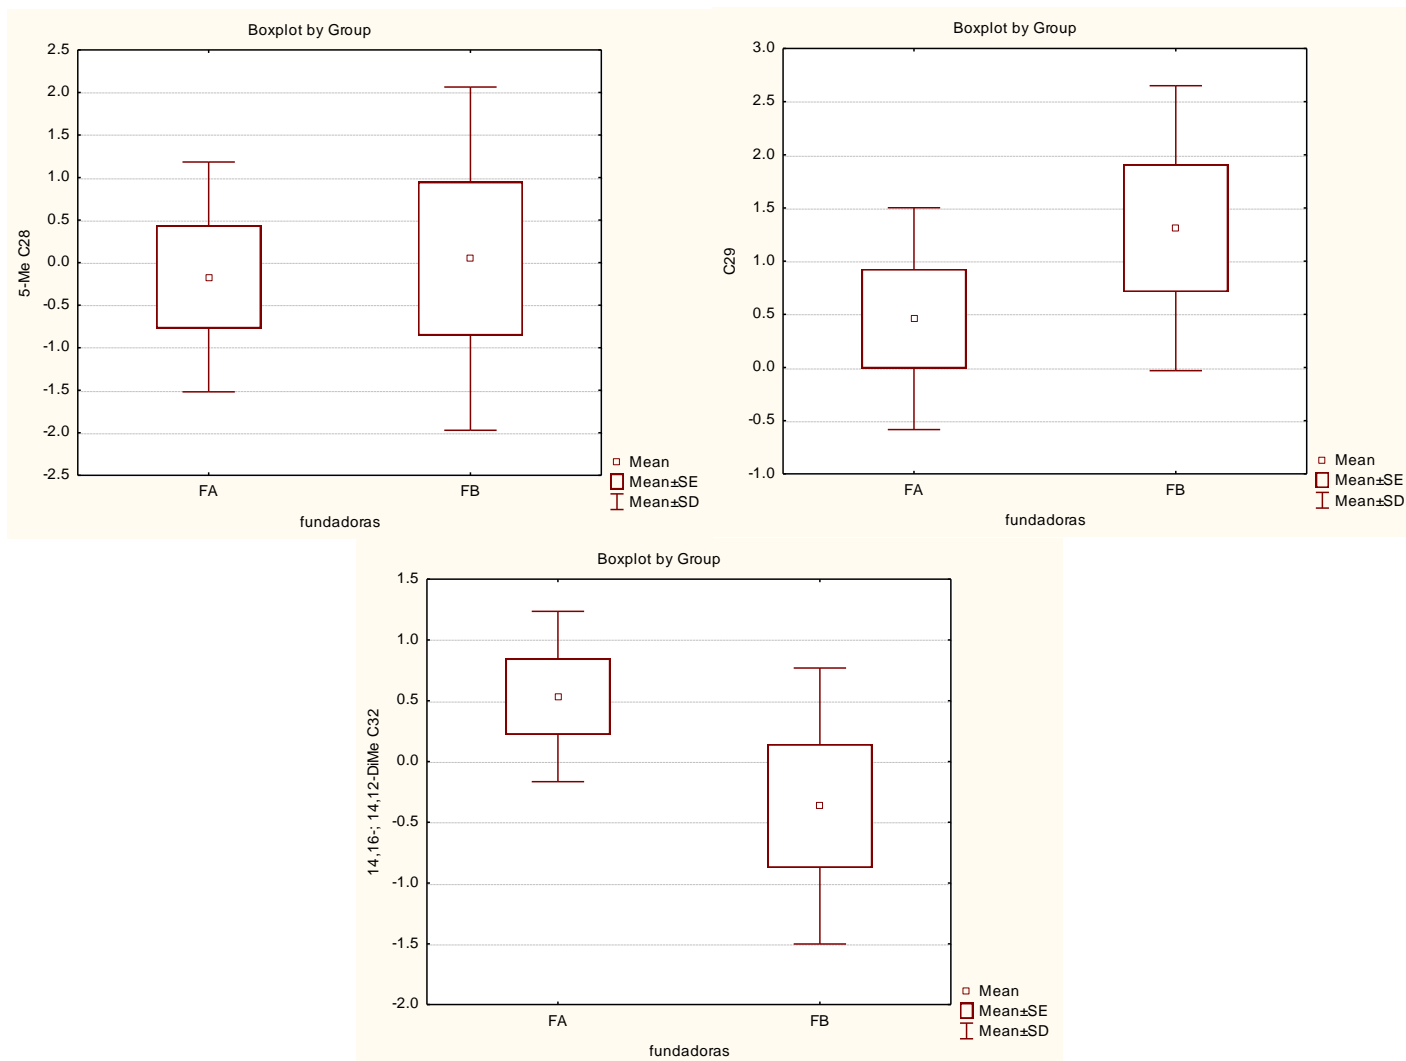 Boxplot by Group
5-Me C28
2.5
2.0
1.5
1.0
0.5
0.0
-0.5
-1.0
-1.5
-2.0
-2.5
FA
FB
fundadoras
Mean
Mean±SE
Mean±SD
Boxplot by Group
C29
3.0
2.5
2.0
1.5
1.0
0.5
0.0
-0.5
-1.0
FA
FB
fundadoras
Mean
Mean±SE
Mean±SD
Boxplot by Group
14,16-; 14,12-DiMe C32
1.5
1.0
0.5
0.0
-0.5
-1.0
-1.5
-2.0
FA
FB
fundadoras
Mean
Mean±SE
Mean±SD